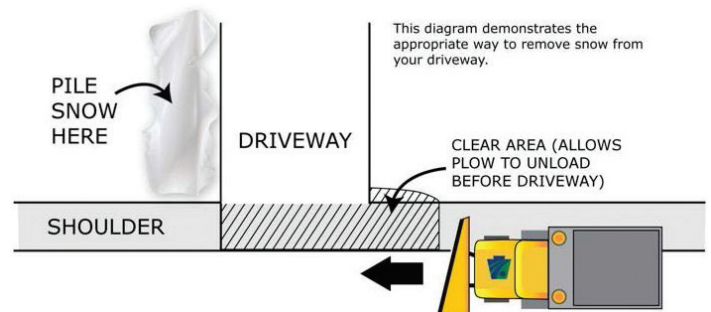 This diagram demonstrates the
appropriate way to remove snow from
your driveway.
PILE
SNOW
HERE
DRIVEWAY
CLEAR AREA (ALLOWS
PLOW TO UNLOAD
BEFORE DRIVEWAY)
SHOULDER